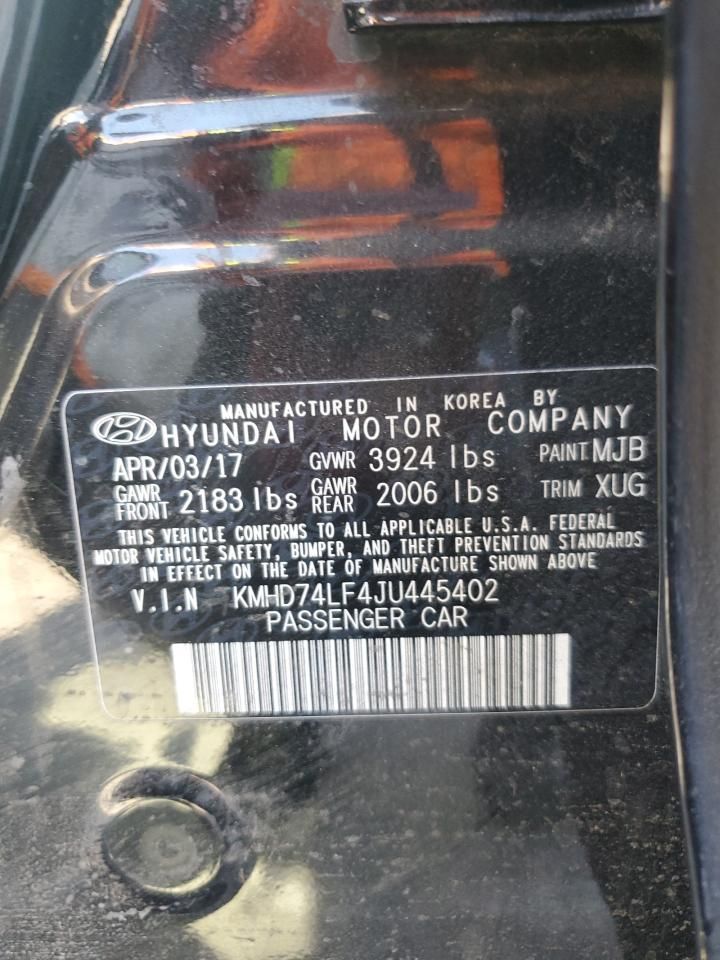 MANUFACTURED IN KOREA BY
HYUNDAI MOTOR COMPANY
APR/03/17 GVWR 3924 lbs PAINT MJB
GAWR FRONT 2183 lbs GAWR REAR 2006 lbs TRIM XUG
THIS VEHICLE CONFORMS TO ALL APPLICABLE U.S.A. FEDERAL
MOTOR VEHICLE SAFETY, BUMPER, AND THEFT PREVENTION STANDARDS
IN EFFECT ON THE DATE OF MANUFACTURE SHOWN ABOVE
V.I.N KMHD74LF4JU445402
PASSENGER CAR